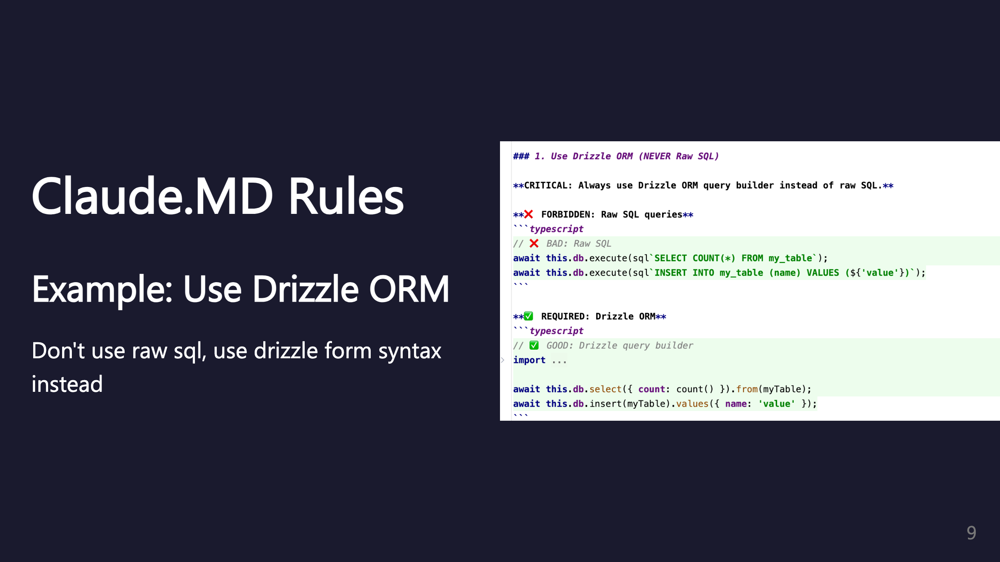 Claude.MD Rules
Example: Use Drizzle ORM
Don't use raw sql, use drizzle form syntax
instead
### 1. Use Drizzle ORM (NEVER Raw SQL)
**CRITICAL: Always use Drizzle ORM query builder instead of raw SQL.**
**❌ FORBIDDEN: Raw SQL queries**
```typescript
// ❌ BAD: Raw SQL
await this.db.execute(sql`SELECT COUNT(*) FROM my_table`);
await this.db.execute(sql`INSERT INTO my_table (name) VALUES (${'value'})`);
```
**✅ REQUIRED: Drizzle ORM**
```typescript
// ✅ GOOD: Drizzle query builder
import ...
await this.db.select({ count: count() }).from(myTable);
await this.db.insert(myTable).values({ name: 'value' });
```
9